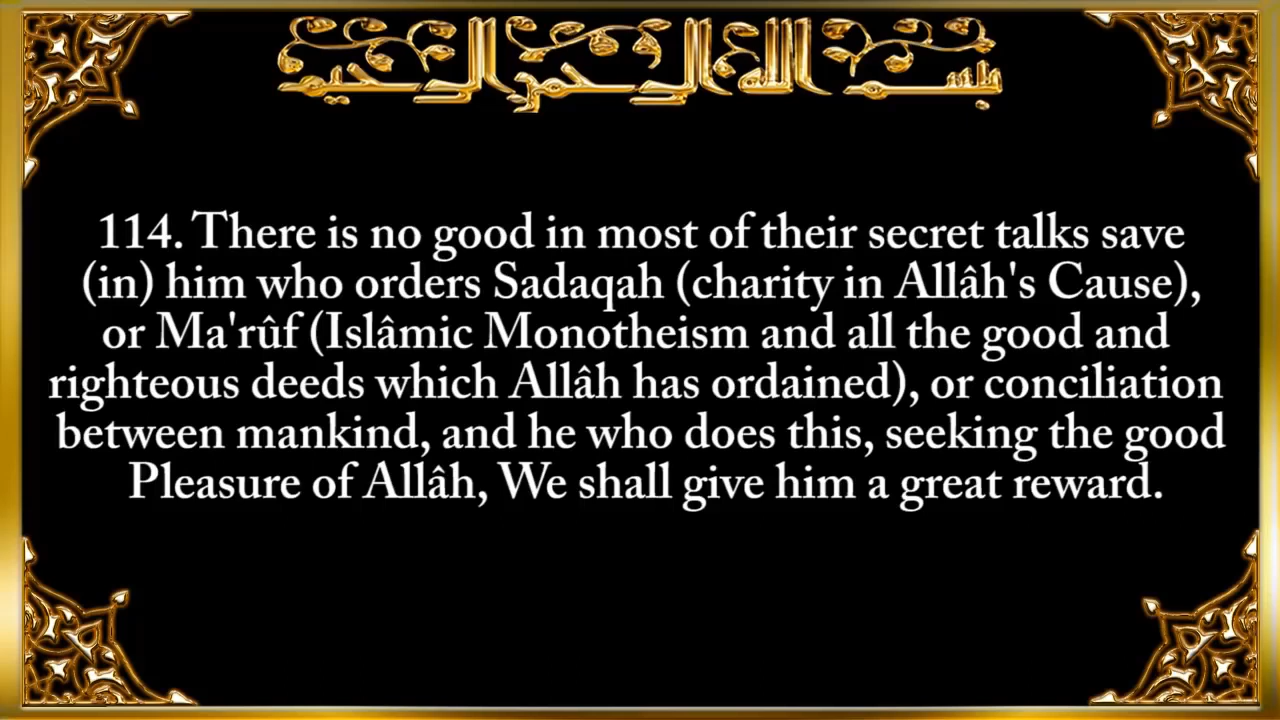 بسم الله الرحمن الرحيم
114. There is no good in most of their secret talks save
(in) him who orders Sadaqah (charity in Allâh's Cause),
or Ma'rûf (Islâmic Monotheism and all the good and
righteous deeds which Allâh has ordained), or conciliation
between mankind, and he who does this, seeking the good
Pleasure of Allâh, We shall give him a great reward.